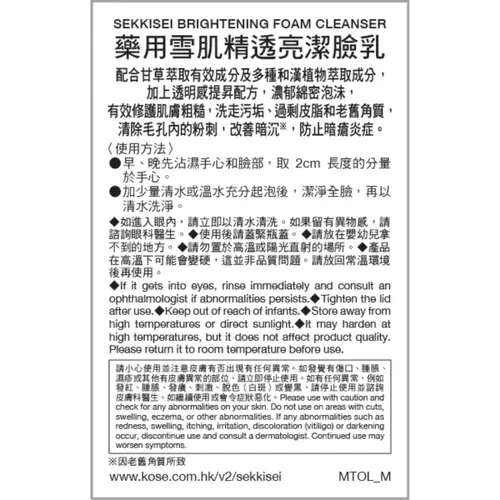 SEKKISEI BRIGHTENING FOAM CLEANSER
藥用雪肌精透亮潔臉乳
配合甘草萃取有效成分及多種和漢植物萃取成分，
加上透明感提昇配方，濃郁綿密泡沫，
有效修護肌膚粗糙，洗走污垢、過剩皮脂和老舊角質，
清除毛孔內的粉刺，改善暗沉※，防止暗瘡炎症。
〈使用方法〉
●早、晚先沾濕手心和臉部，取 2cm 長度的分量
於手心。
●加少量清水或溫水充分起泡後，潔淨全臉，再以
清水洗淨。
◆如進入眼內，請立即以清水清洗。如果留有異物感，請
諮詢眼科醫生。◆使用後請蓋緊瓶蓋。◆請放在嬰幼兒拿
不到的地方。◆請勿置於高溫或陽光直射的場所。◆產品
在高溫下可能會變硬，這並非品質問題。請放回常溫環境
後再使用。
◆If it gets into eyes, rinse immediately and consult an
ophthalmologist if abnormalities persists.◆Tighten the lid
after use.◆Keep out of reach of infants.◆Store away from
high temperatures or direct sunlight.◆It may harden at
high temperatures, but it does not affect product quality.
Please return it to room temperature before use.
請小心使用並注意皮膚有否出現有任何異常。如發覺有傷口、腫脹、
濕疹或其他有皮膚異常的部位，請立即停止使用。如有任何異常，例如
發紅、腫脹、發癢、刺激、脫色（白斑）或變黑，請停止使用並諮詢
皮膚科醫生。如繼續使用或會令症狀惡化。Please use with caution and
check for any abnormalities on your skin. Do not use on areas with cuts,
swelling, eczema, or other abnormalities. If any abnormalities such as
redness, swelling, itching, irritation, discoloration (vitiligo) or darkening
occur, discontinue use and consult a dermatologist. Continued use may
worsen symptoms.
※因老舊角質所致
www.kose.com.hk/v2/sekkisei MTOL_M